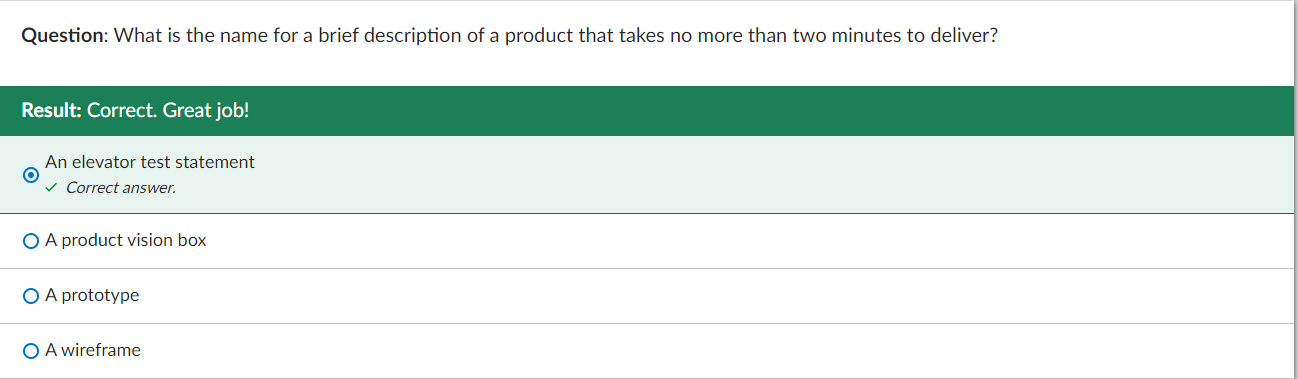 Question: What is the name for a brief description of a product that takes no more than two minutes to deliver?
Result: Correct. Great job!
An elevator test statement
✓ Correct answer.
A product vision box
A prototype
A wireframe